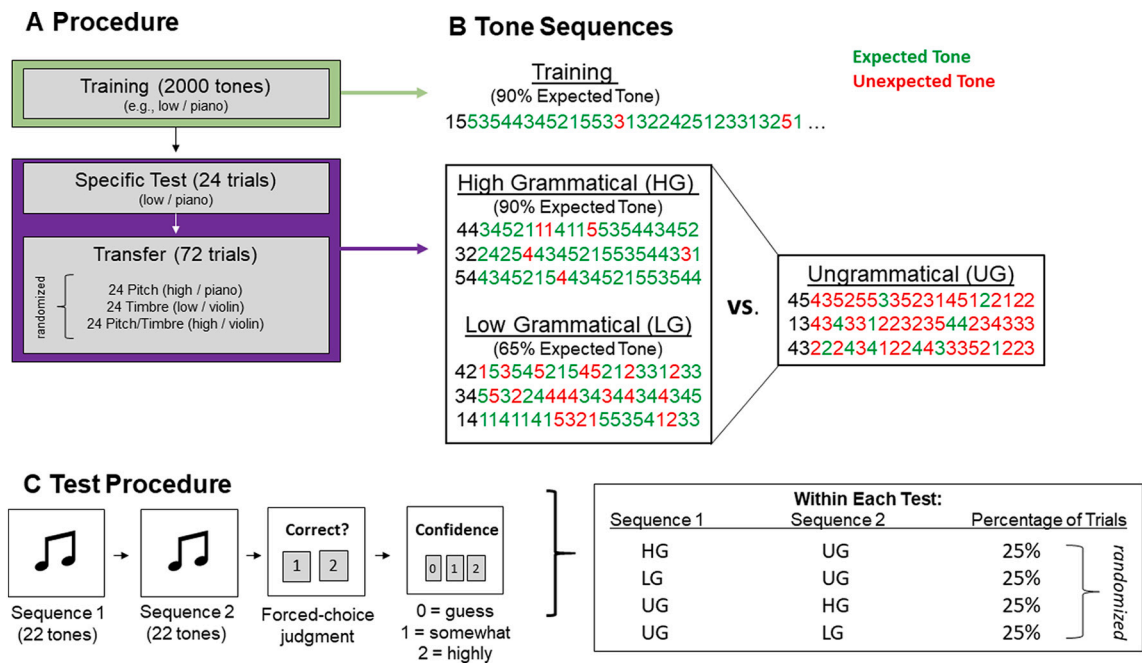 A Procedure
Training (2000 tones)
(e.g., low / piano)
Specific Test (24 trials)
(low / piano)
Transfer (72 trials)
randomized
24 Pitch (high / piano)
24 Timbre (low / violin)
24 Pitch/Timbre (high / violin)
B Tone Sequences
Expected Tone
Unexpected Tone
Training
(90% Expected Tone)
15535443452155331322425123313251 ...
High Grammatical (HG)
(90% Expected Tone)
4434521114115535443452
3224254434521553544331
5443452154434521553544
Low Grammatical (LG)
(65% Expected Tone)
4215354521545212331233
3455322444434344344345
1411411415321553541233
vs.
Ungrammatical (UG)
4543525533523145122122
1343433122323544234333
4322243412244333521223
C Test Procedure
Sequence 1
(22 tones)
Sequence 2
(22 tones)
Correct?
1 2
Forced-choice
judgment
Confidence
0 1 2
0 = guess
1 = somewhat
2 = highly
Within Each Test:
Sequence 1 Sequence 2 Percentage of Trials
HG UG 25%
LG UG 25%
UG HG 25%
UG LG 25%
randomized